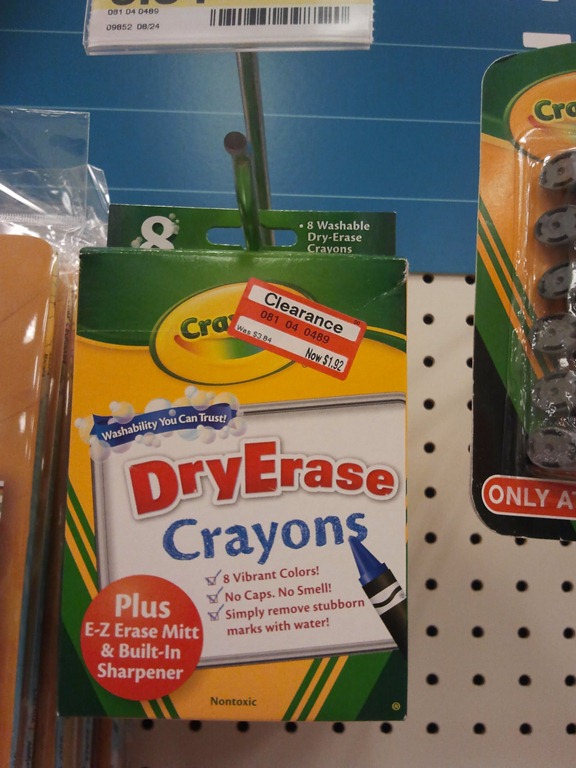 081 04 0489
09852 08/24
8
• 8 Washable
Dry-Erase
Crayons
Clearance
081 04 0489
Was $3.84
Now $1.92
Cra
Washability You Can Trust!
DryErase
Crayons
8 Vibrant Colors!
No Caps. No Smell!
Simply remove stubborn
marks with water!
Plus
E-Z Erase Mitt
& Built-In
Sharpener
Nontoxic
®
Cra
ONLY A